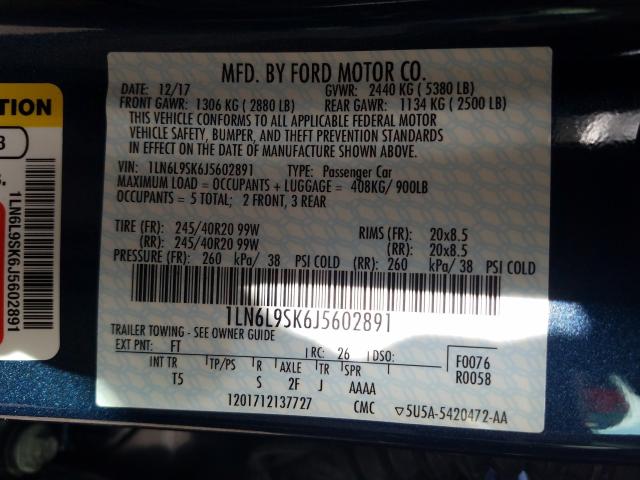 MFD. BY FORD MOTOR CO.
DATE: 12/17 GVWR: 2440 KG ( 5380 LB)
FRONT GAWR: 1306 KG ( 2880 LB) REAR GAWR: 1134 KG ( 2500 LB)
THIS VEHICLE CONFORMS TO ALL APPLICABLE FEDERAL MOTOR
VEHICLE SAFETY, BUMPER, AND THEFT PREVENTION STANDARDS
IN EFFECT ON THE DATE OF MANUFACTURE SHOWN ABOVE.
VIN: 1LN6L9SK6J5602891 TYPE: Passenger Car
MAXIMUM LOAD = OCCUPANTS + LUGGAGE = 408KG/ 900LB
OCCUPANTS = 5 TOTAL; 2 FRONT, 3 REAR
TIRE (FR): 245/40R20 99W RIMS (FR): 20x8.5
(RR): 245/40R20 99W (RR): 20x8.5
PRESSURE (FR): 260 kPa/ 38 PSI COLD (RR): 260 kPa/ 38 PSI COLD
1LN6L9SK6J5602891
TRAILER TOWING - SEE OWNER GUIDE
EXT PNT: FT RC: 26 DSO: F0076
INT TR TP/PS R AXLE TR SPR R0058
T5 S 2F J AAAA
1201712137727 CMC 5U5A-5420472-AA
TION
1LN6L9SK6J5602891